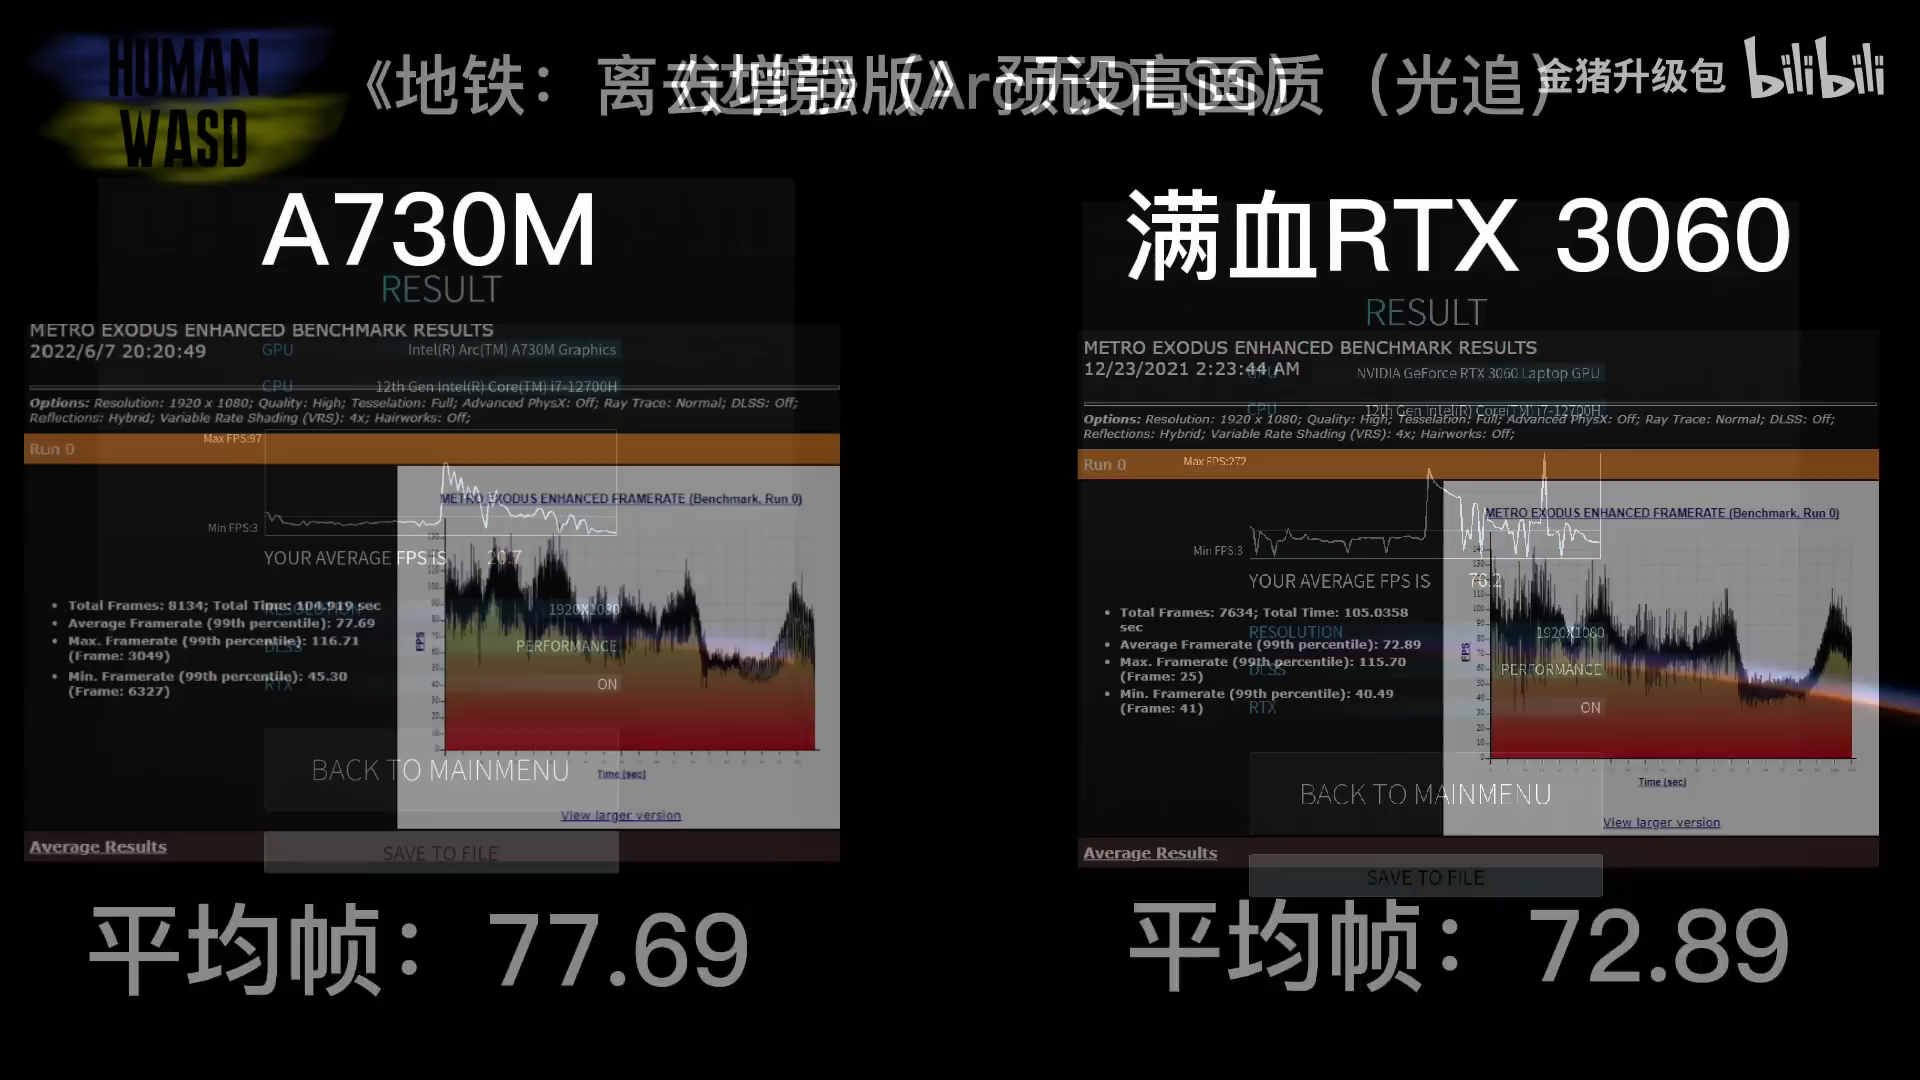 HUMAN
WASD
《地铁：离去增强版》预设高画质（光追）
金猪升级包 bilibili
A730M
RESULT
METRO EXODUS ENHANCED BENCHMARK RESULTS
2022/6/7 20:20:49
GPU Intel(R) Arc(TM) A730M Graphics
CPU 12th Gen Intel(R) Core(TM) i7-12700H
Options: Resolution: 1920 x 1080; Quality: High; Tesselation: Full; Advanced PhysX: Off; Ray Trace: Normal; DLSS: Off;
Reflections: Hybrid; Variable Rate Shading (VRS): 4x; Hairworks: Off;
Max FPS:97
Run 0
METRO EXODUS ENHANCED FRAMERATE (Benchmark, Run 0)
Min FPS:3
YOUR AVERAGE FPS IS 20.7
Total Frames: 8134; Total Time: 104.919 sec
RESOLUTION 1920X1080
Average Framerate (99th percentile): 77.69
Max. Framerate (99th percentile): 116.71
(Frame: 3049)
DLSS PERFORMANCE
Min. Framerate (99th percentile): 45.30
(Frame: 6327)
RTX ON
FPS
BACK TO MAINMENU
Time (sec)
View larger version
Average Results
SAVE TO FILE
平均帧：77.69
满血RTX 3060
RESULT
METRO EXODUS ENHANCED BENCHMARK RESULTS
12/23/2021 2:23:44 AM
GPU NVIDIA GeForce RTX 3060 Laptop GPU
CPU 12th Gen Intel(R) Core(TM) i7-12700H
Options: Resolution: 1920 x 1080; Quality: High; Tesselation: Full; Advanced PhysX: Off; Ray Trace: Normal; DLSS: Off;
Reflections: Hybrid; Variable Rate Shading (VRS): 4x; Hairworks: Off;
Max FPS:272
Run 0
METRO EXODUS ENHANCED FRAMERATE (Benchmark, Run 0)
Min FPS:3
YOUR AVERAGE FPS IS 76.2
Total Frames: 7634; Total Time: 105.0358
sec
RESOLUTION 1920X1080
Average Framerate (99th percentile): 72.89
Max. Framerate (99th percentile): 115.70
(Frame: 25)
DLSS PERFORMANCE
Min. Framerate (99th percentile): 40.49
(Frame: 41)
RTX ON
FPS
BACK TO MAINMENU
Time (sec)
View larger version
Average Results
SAVE TO FILE
平均帧：72.89